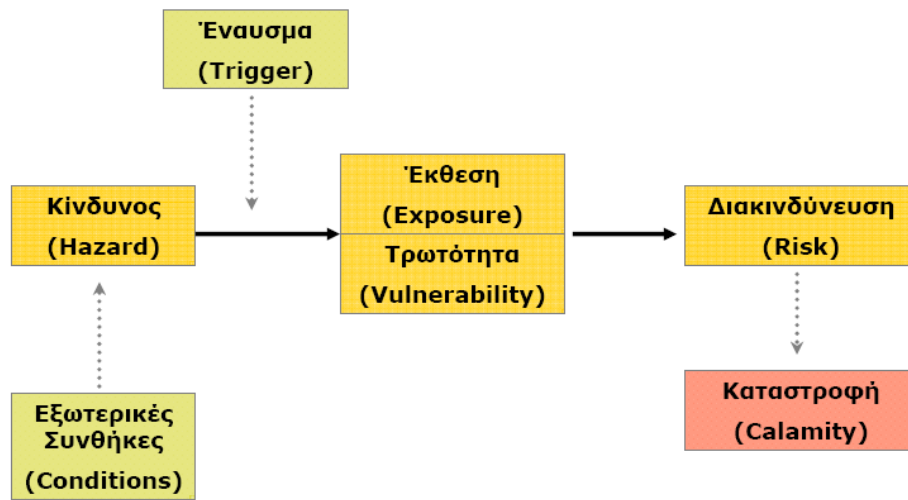 Έναυσμα
(Trigger)
Κίνδυνος
(Hazard)
Έκθεση
(Exposure)
Τρωτότητα
(Vulnerability)
Διακινδύνευση
(Risk)
Εξωτερικές
Συνθήκες
(Conditions)
Καταστροφή
(Calamity)